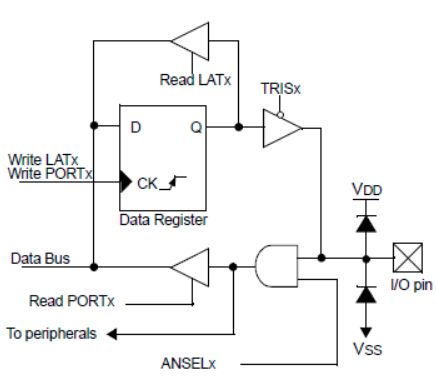 Read LATx
TRISx
D
Q
Write LATx
Write PORTx
CK
Data Register
VDD
Data Bus
I/O pin
Read PORTx
To peripherals
VSS
ANSELx